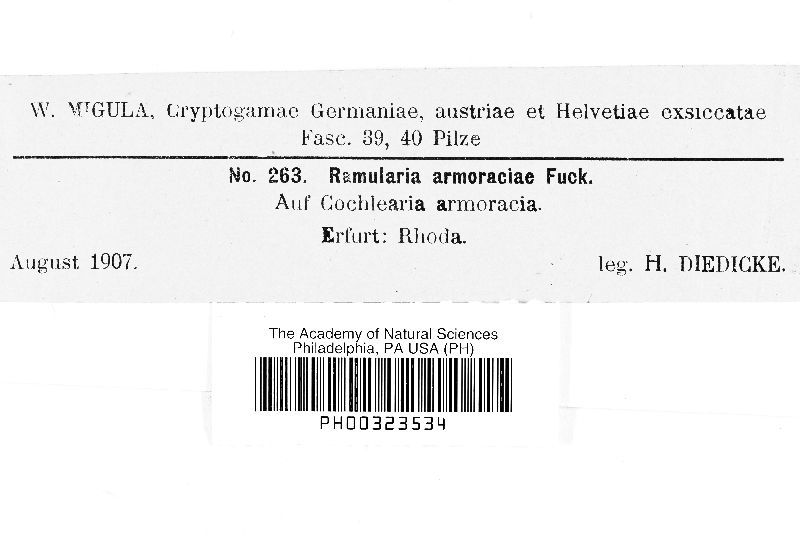 W. MIGULA, Cryptogamae Germaniae, austriae et Helvetiae exsiccatae
Fasc. 39, 40 Pilze
No. 263. Ramularia armoraciae Fuck.
Auf Cochlearia armoracia.
Erfurt: Rhoda.
August 1907.
leg. H. DIEDICKE.
The Academy of Natural Sciences
Philadelphia, PA USA (PH)
PH00323534